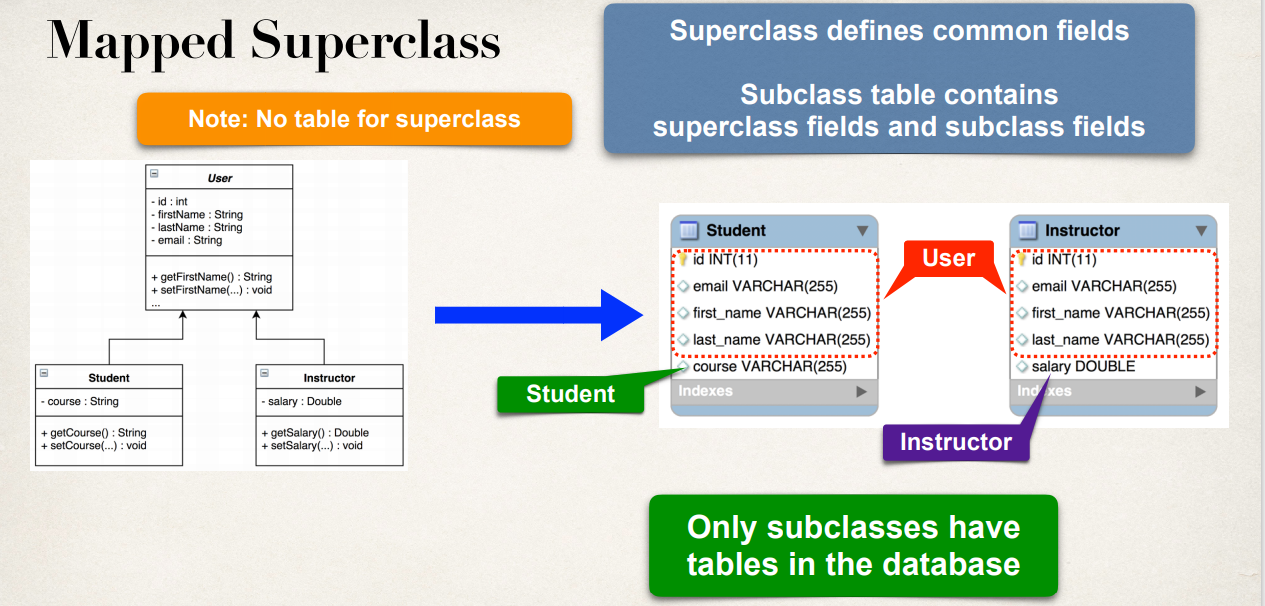 Mapped Superclass
Superclass defines common fields
Subclass table contains
superclass fields and subclass fields
Note: No table for superclass
User
- id : int
- firstName : String
- lastName : String
- email : String
+ getFirstName() : String
+ setFirstName(...) : void
...
Student
- course : String
+ getCourse() : String
+ setCourse(...) : void
Instructor
- salary : Double
+ getSalary() : Double
+ setSalary(...) : void
Student
id INT(11)
email VARCHAR(255)
first_name VARCHAR(255)
last_name VARCHAR(255)
course VARCHAR(255)
Indexes
User
Instructor
id INT(11)
email VARCHAR(255)
first_name VARCHAR(255)
last_name VARCHAR(255)
salary DOUBLE
Indexes
Student
Instructor
Only subclasses have
tables in the database